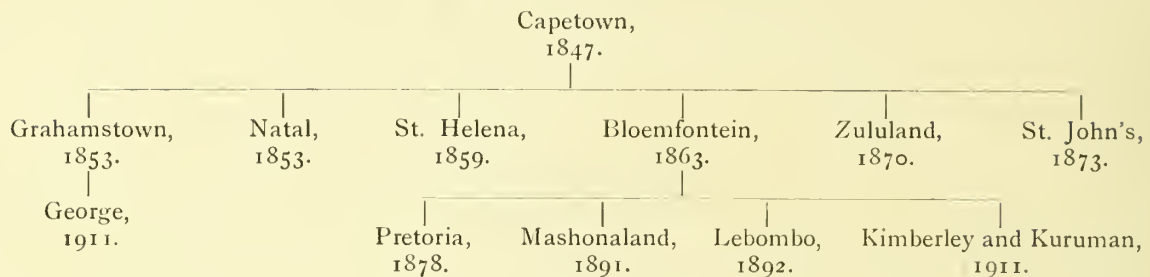 Capetown,
1847.
Grahamstown, Natal, St. Helena, Bloemfontein, Zululand, St. John's,
1853. 1853. 1859. 1863. 1870. 1873.
George,
1911.
Pretoria, Mashonaland, Lebombo, Kimberley and Kuruman,
1878. 1891. 1892. 1911.